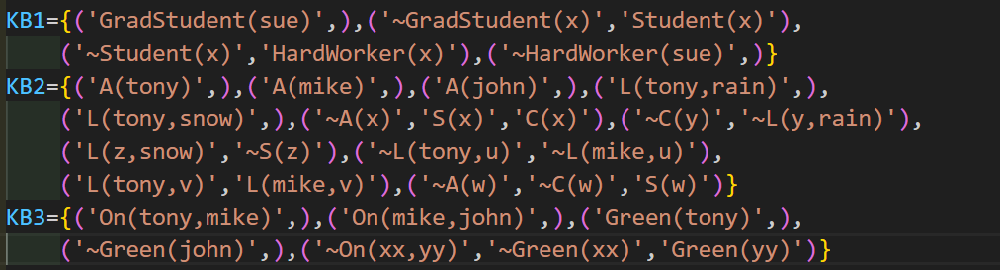 KB1={('GradStudent(sue)',),('~GradStudent(x)','Student(x)'),
('~Student(x)','HardWorker(x)'),('~HardWorker(sue)',)}
KB2={('A(tony)',),('A(mike)',),('A(john)',),('L(tony,rain)',),
('L(tony,snow)',),('~A(x)','S(x)','C(x)'),('~C(y)','~L(y,rain)'),
('L(z,snow)','~S(z)'),('~L(tony,u)','~L(mike,u)'),
('L(tony,v)','L(mike,v)'),('~A(w)','~C(w)','S(w)')}
KB3={('On(tony,mike)',),('On(mike,john)',),('Green(tony)',),
('~Green(john)',),('~On(xx,yy)','~Green(xx)','Green(yy)')}